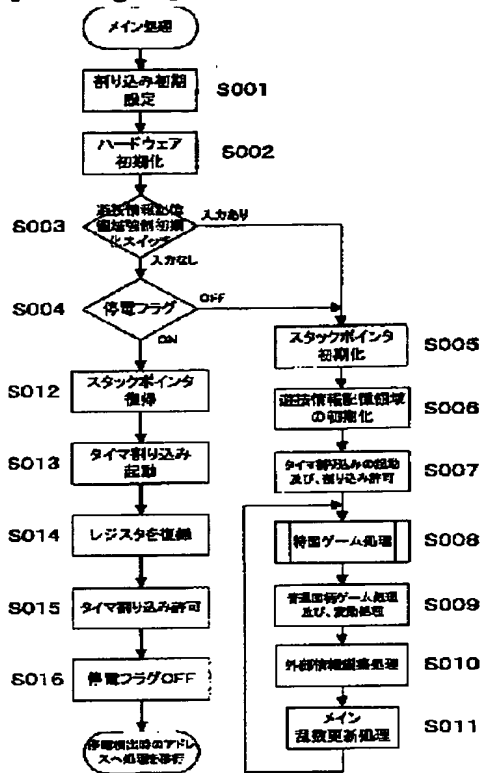 メイン処理
割り込み初期
設定
S001
ハードウェア
初期化
S002
S003
遊技情報記憶
領域強制初期
化スイッチ
入力あり
入力なし
S004
停電フラグ
OFF
ON
スタックポインタ
初期化
S005
S012
スタックポインタ
復帰
遊技情報記憶領域
の初期化
S006
S013
タイマ割り込み
起動
タイマ割り込みの起動
及び、割り込み許可
S007
S014
レジスタを復帰
特図ゲーム処理
S008
S015
タイマ割り込み許可
普通図柄ゲーム処理
及び、変動処理
S009
S016
停電フラグOFF
外部情報
処理
S010
停電検出時のアドレ
スへ処理を移行
メイン
乱数更新処理
S011